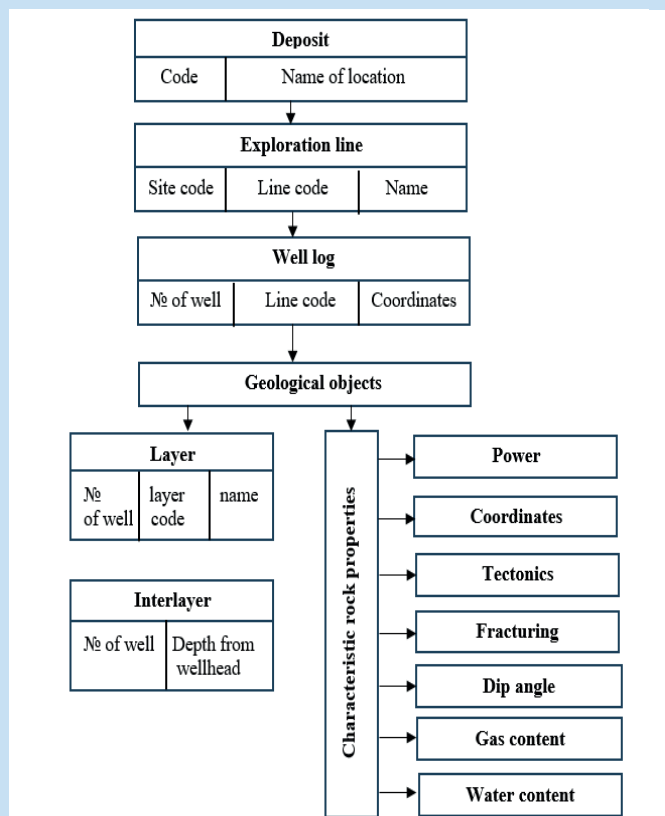 Deposit
Code Name of location
Exploration line
Site code Line code Name
Well log
№ of well Line code Coordinates
Geological objects
Layer
№ of well layer code name
Interlayer
№ of well Depth from wellhead
Characteristic rock properties
Power
Coordinates
Tectonics
Fracturing
Dip angle
Gas content
Water content